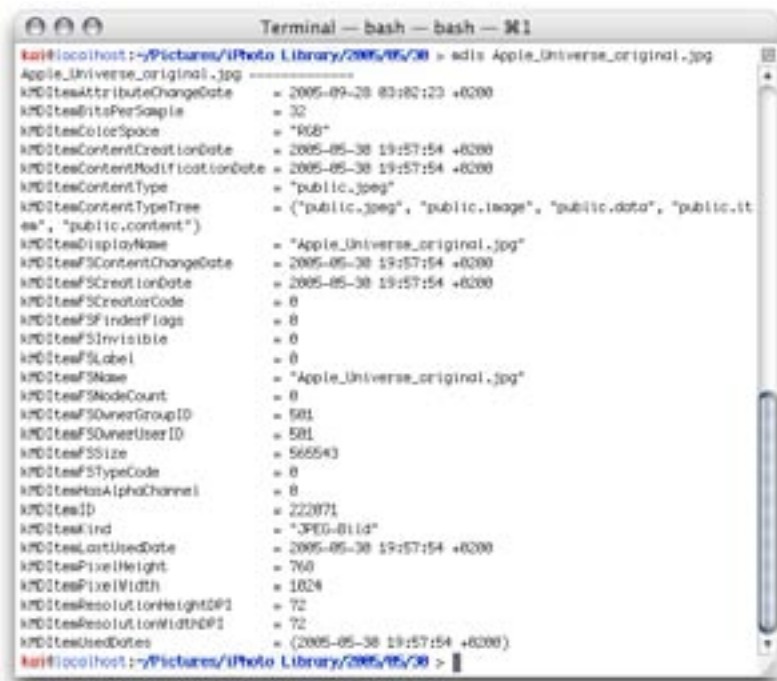 Terminal — bash — bash — ⌘1
kai@localhost:~/Pictures/iPhoto Library/2005/05/30 > mdls Apple_Universe_original.jpg
Apple_Universe_original.jpg -------------
kMDItemAttributeChangeDate = 2005-09-28 03:02:23 +0200
kMDItemBitsPerSample = 32
kMDItemColorSpace = "RGB"
kMDItemContentCreationDate = 2005-05-30 19:57:54 +0200
kMDItemContentModificationDate = 2005-05-30 19:57:54 +0200
kMDItemContentType = "public.jpeg"
kMDItemContentTypeTree = ("public.jpeg", "public.image", "public.data", "public.it
em", "public.content")
kMDItemDisplayName = "Apple_Universe_original.jpg"
kMDItemFSContentChangeDate = 2005-05-30 19:57:54 +0200
kMDItemFSCreationDate = 2005-05-30 19:57:54 +0200
kMDItemFSCreatorCode = 0
kMDItemFSFinderFlags = 0
kMDItemFSInvisible = 0
kMDItemFSLabel = 0
kMDItemFSName = "Apple_Universe_original.jpg"
kMDItemFSNodeCount = 0
kMDItemFSOwnerGroupID = 501
kMDItemFSOwnerUserID = 501
kMDItemFSSize = 565543
kMDItemFSTypeCode = 0
kMDItemHasAlphaChannel = 0
kMDItemID = 222071
kMDItemKind = "JPEG-Bild"
kMDItemLastUsedDate = 2005-05-30 19:57:54 +0200
kMDItemPixelHeight = 768
kMDItemPixelWidth = 1024
kMDItemResolutionHeightDPI = 72
kMDItemResolutionWidthDPI = 72
kMDItemUsedDates = (2005-05-30 19:57:54 +0200)
kai@localhost:~/Pictures/iPhoto Library/2005/05/30 >